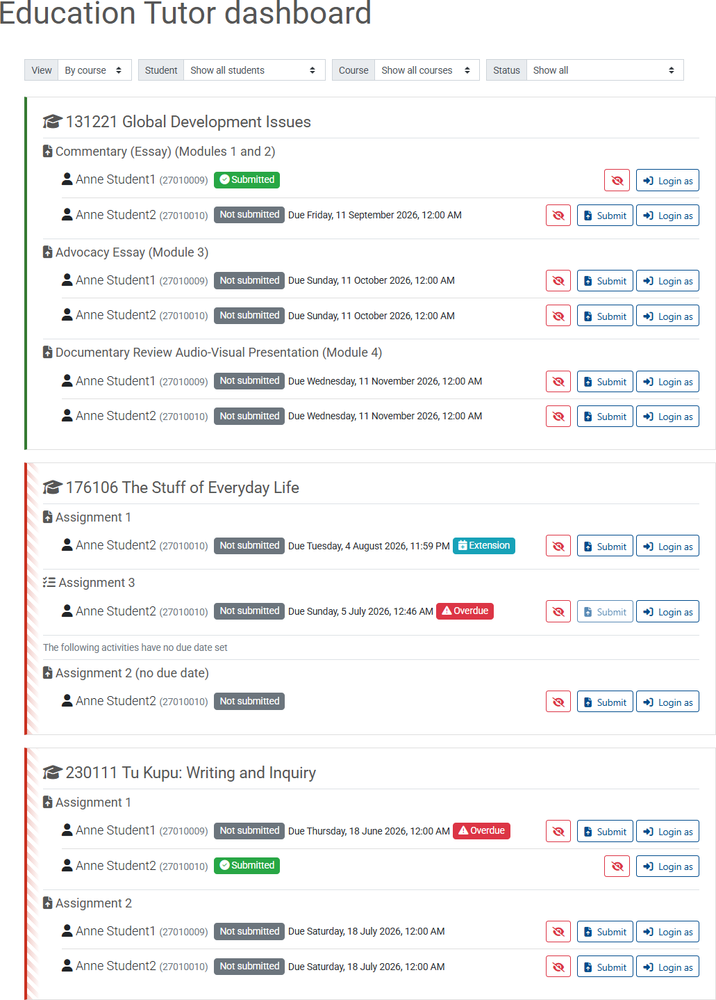 Education Tutor dashboard
View By course Student Show all students Course Show all courses Status Show all
131221 Global Development Issues
Commentary (Essay) (Modules 1 and 2)
Anne Student1 (27010009) Submitted Login as
Anne Student2 (27010010) Not submitted Due Friday, 11 September 2026, 12:00 AM Submit Login as
Advocacy Essay (Module 3)
Anne Student1 (27010009) Not submitted Due Sunday, 11 October 2026, 12:00 AM Submit Login as
Anne Student2 (27010010) Not submitted Due Sunday, 11 October 2026, 12:00 AM Submit Login as
Documentary Review Audio-Visual Presentation (Module 4)
Anne Student1 (27010009) Not submitted Due Wednesday, 11 November 2026, 12:00 AM Submit Login as
Anne Student2 (27010010) Not submitted Due Wednesday, 11 November 2026, 12:00 AM Submit Login as
176106 The Stuff of Everyday Life
Assignment 1
Anne Student2 (27010010) Not submitted Due Tuesday, 4 August 2026, 11:59 PM Extension Submit Login as
Assignment 3
Anne Student2 (27010010) Not submitted Due Sunday, 5 July 2026, 12:46 AM Overdue Submit Login as
The following activities have no due date set
Assignment 2 (no due date)
Anne Student2 (27010010) Not submitted Submit Login as
230111 Tu Kupu: Writing and Inquiry
Assignment 1
Anne Student1 (27010009) Not submitted Due Thursday, 18 June 2026, 12:00 AM Overdue Submit Login as
Anne Student2 (27010010) Submitted Login as
Assignment 2
Anne Student1 (27010009) Not submitted Due Saturday, 18 July 2026, 12:00 AM Submit Login as
Anne Student2 (27010010) Not submitted Due Saturday, 18 July 2026, 12:00 AM Submit Login as